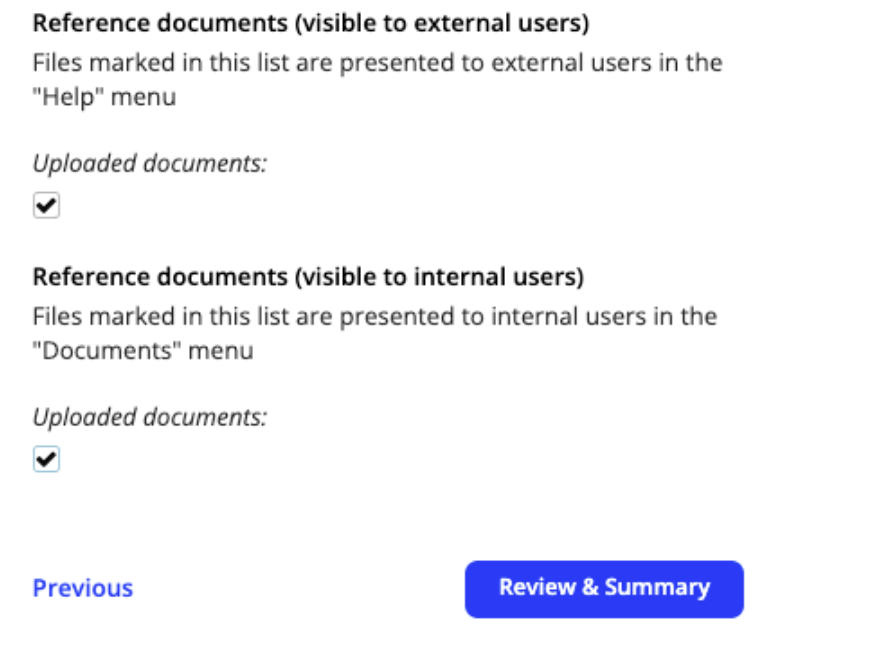 Reference documents (visible to external users)
Files marked in this list are presented to external users in the
"Help" menu
Uploaded documents:
Reference documents (visible to internal users)
Files marked in this list are presented to internal users in the
"Documents" menu
Uploaded documents:
Previous
Review & Summary